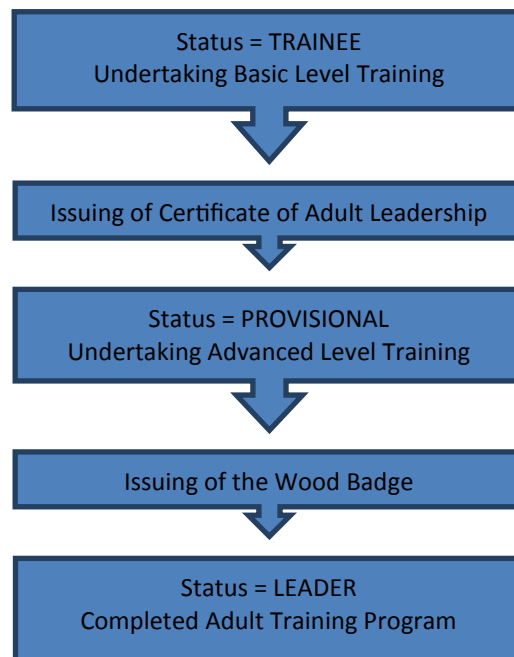 Status = TRAINEE
Undertaking Basic Level Training
Issuing of Certificate of Adult Leadership
Status = PROVISIONAL
Undertaking Advanced Level Training
Issuing of the Wood Badge
Status = LEADER
Completed Adult Training Program